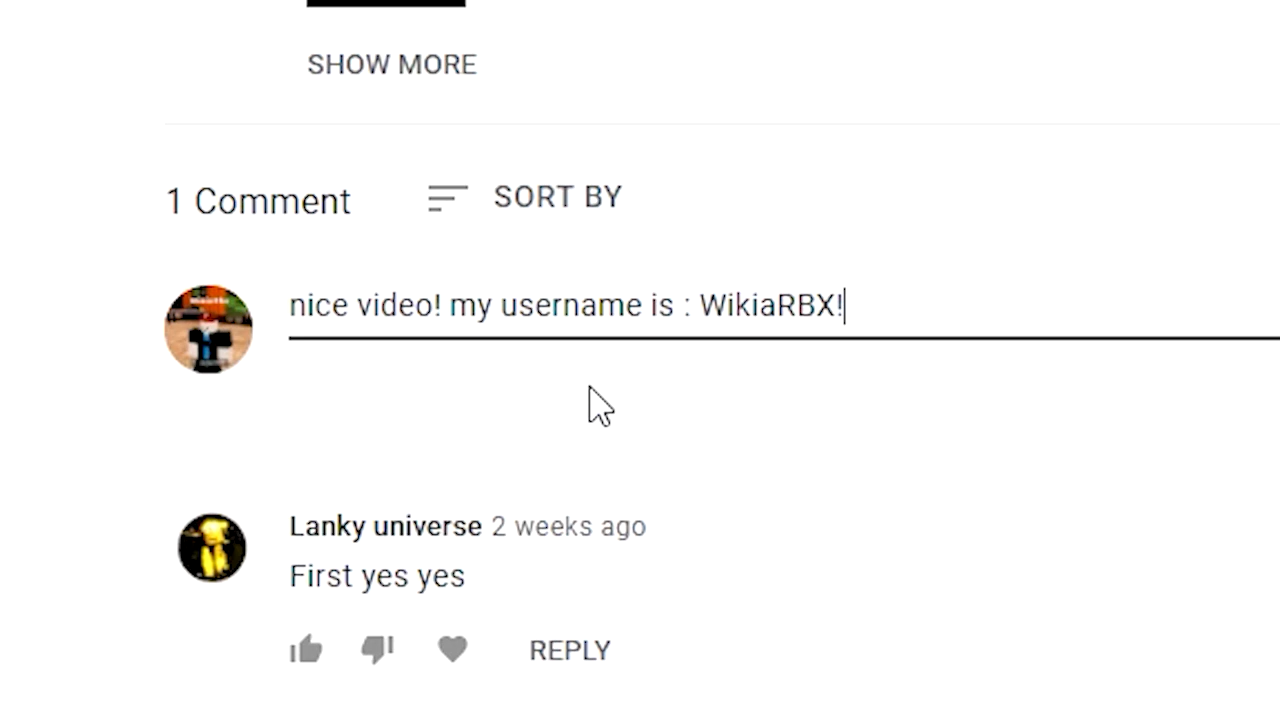 SHOW MORE
1 Comment
SORT BY
nice video! my username is : WikiaRBX!
Lanky universe 2 weeks ago
First yes yes
REPLY